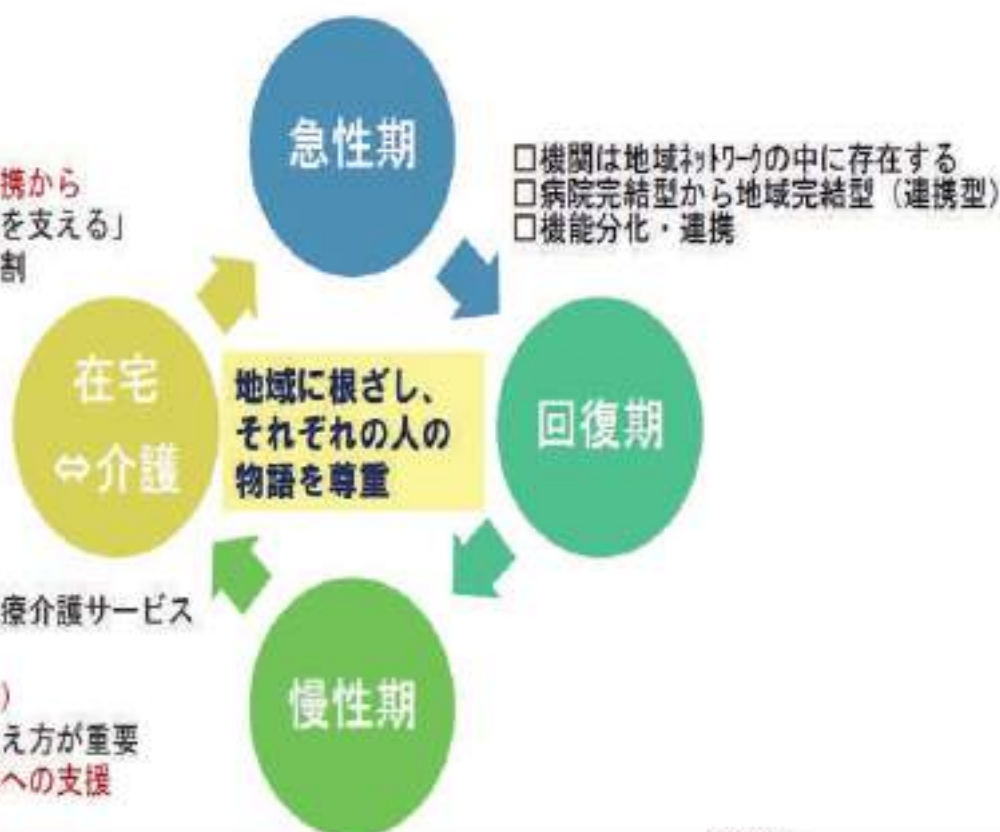 急性期
□機関は地域ネットワークの中に存在する
□病院完結型から地域完結型（連携型）
□機能分化・連携
携から
を支える」
割
在宅
⇔介護
地域に根ざし、
それぞれの人の
物語を尊重
回復期
療介護サービス
）
え方が重要
への支援
慢性期